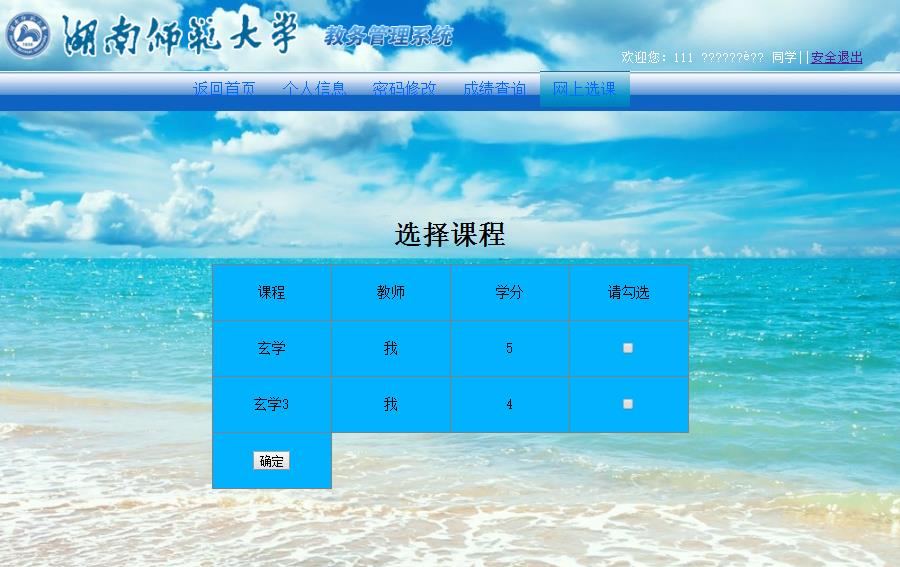 湖南师范大学 教务管理系统
欢迎您: 111 ??????è?? 同学||安全退出
返回首页 个人信息 密码修改 成绩查询 网上选课
选择课程
课程 教师 学分 请勾选
玄学 我 5
玄学3 我 4
确定